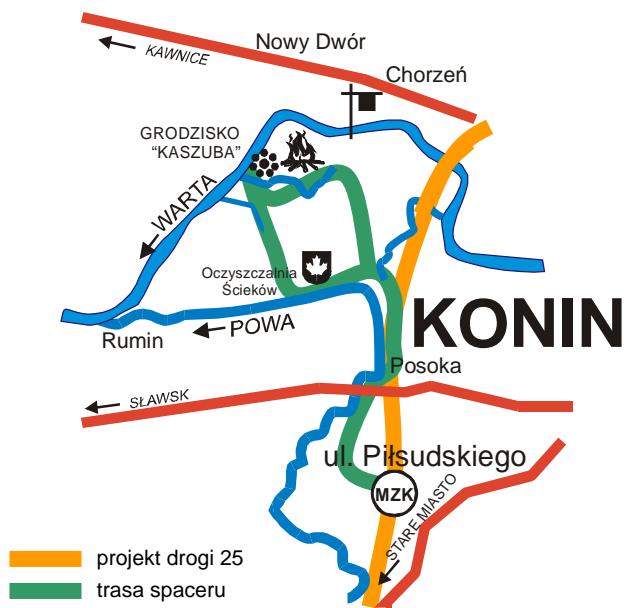 Nowy Dwór
KAWNICE
Chorzeń
GRODZISKO
"KASZUBA"
WARTA
Oczyszczalnia
Ścieków
KONIN
POWA
Rumin
Posoka
SŁAWSK
ul. Piłsudskiego
MZK
STARE MIASTO
projekt drogi 25
trasa spaceru